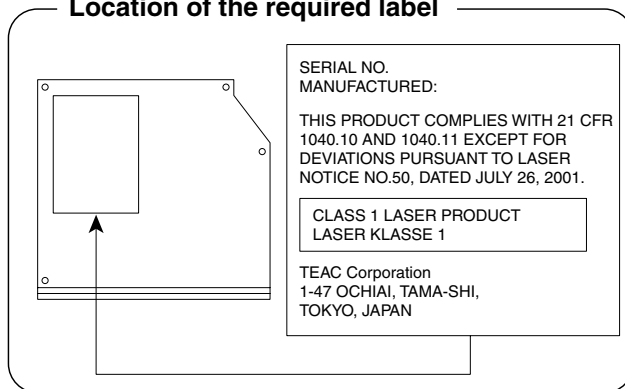 Location of the required label
SERIAL NO.
MANUFACTURED:
THIS PRODUCT COMPLIES WITH 21 CFR
1040.10 AND 1040.11 EXCEPT FOR
DEVIATIONS PURSUANT TO LASER
NOTICE NO.50, DATED JULY 26, 2001.
CLASS 1 LASER PRODUCT
LASER KLASSE 1
TEAC Corporation
1-47 OCHIAI, TAMA-SHI,
TOKYO, JAPAN